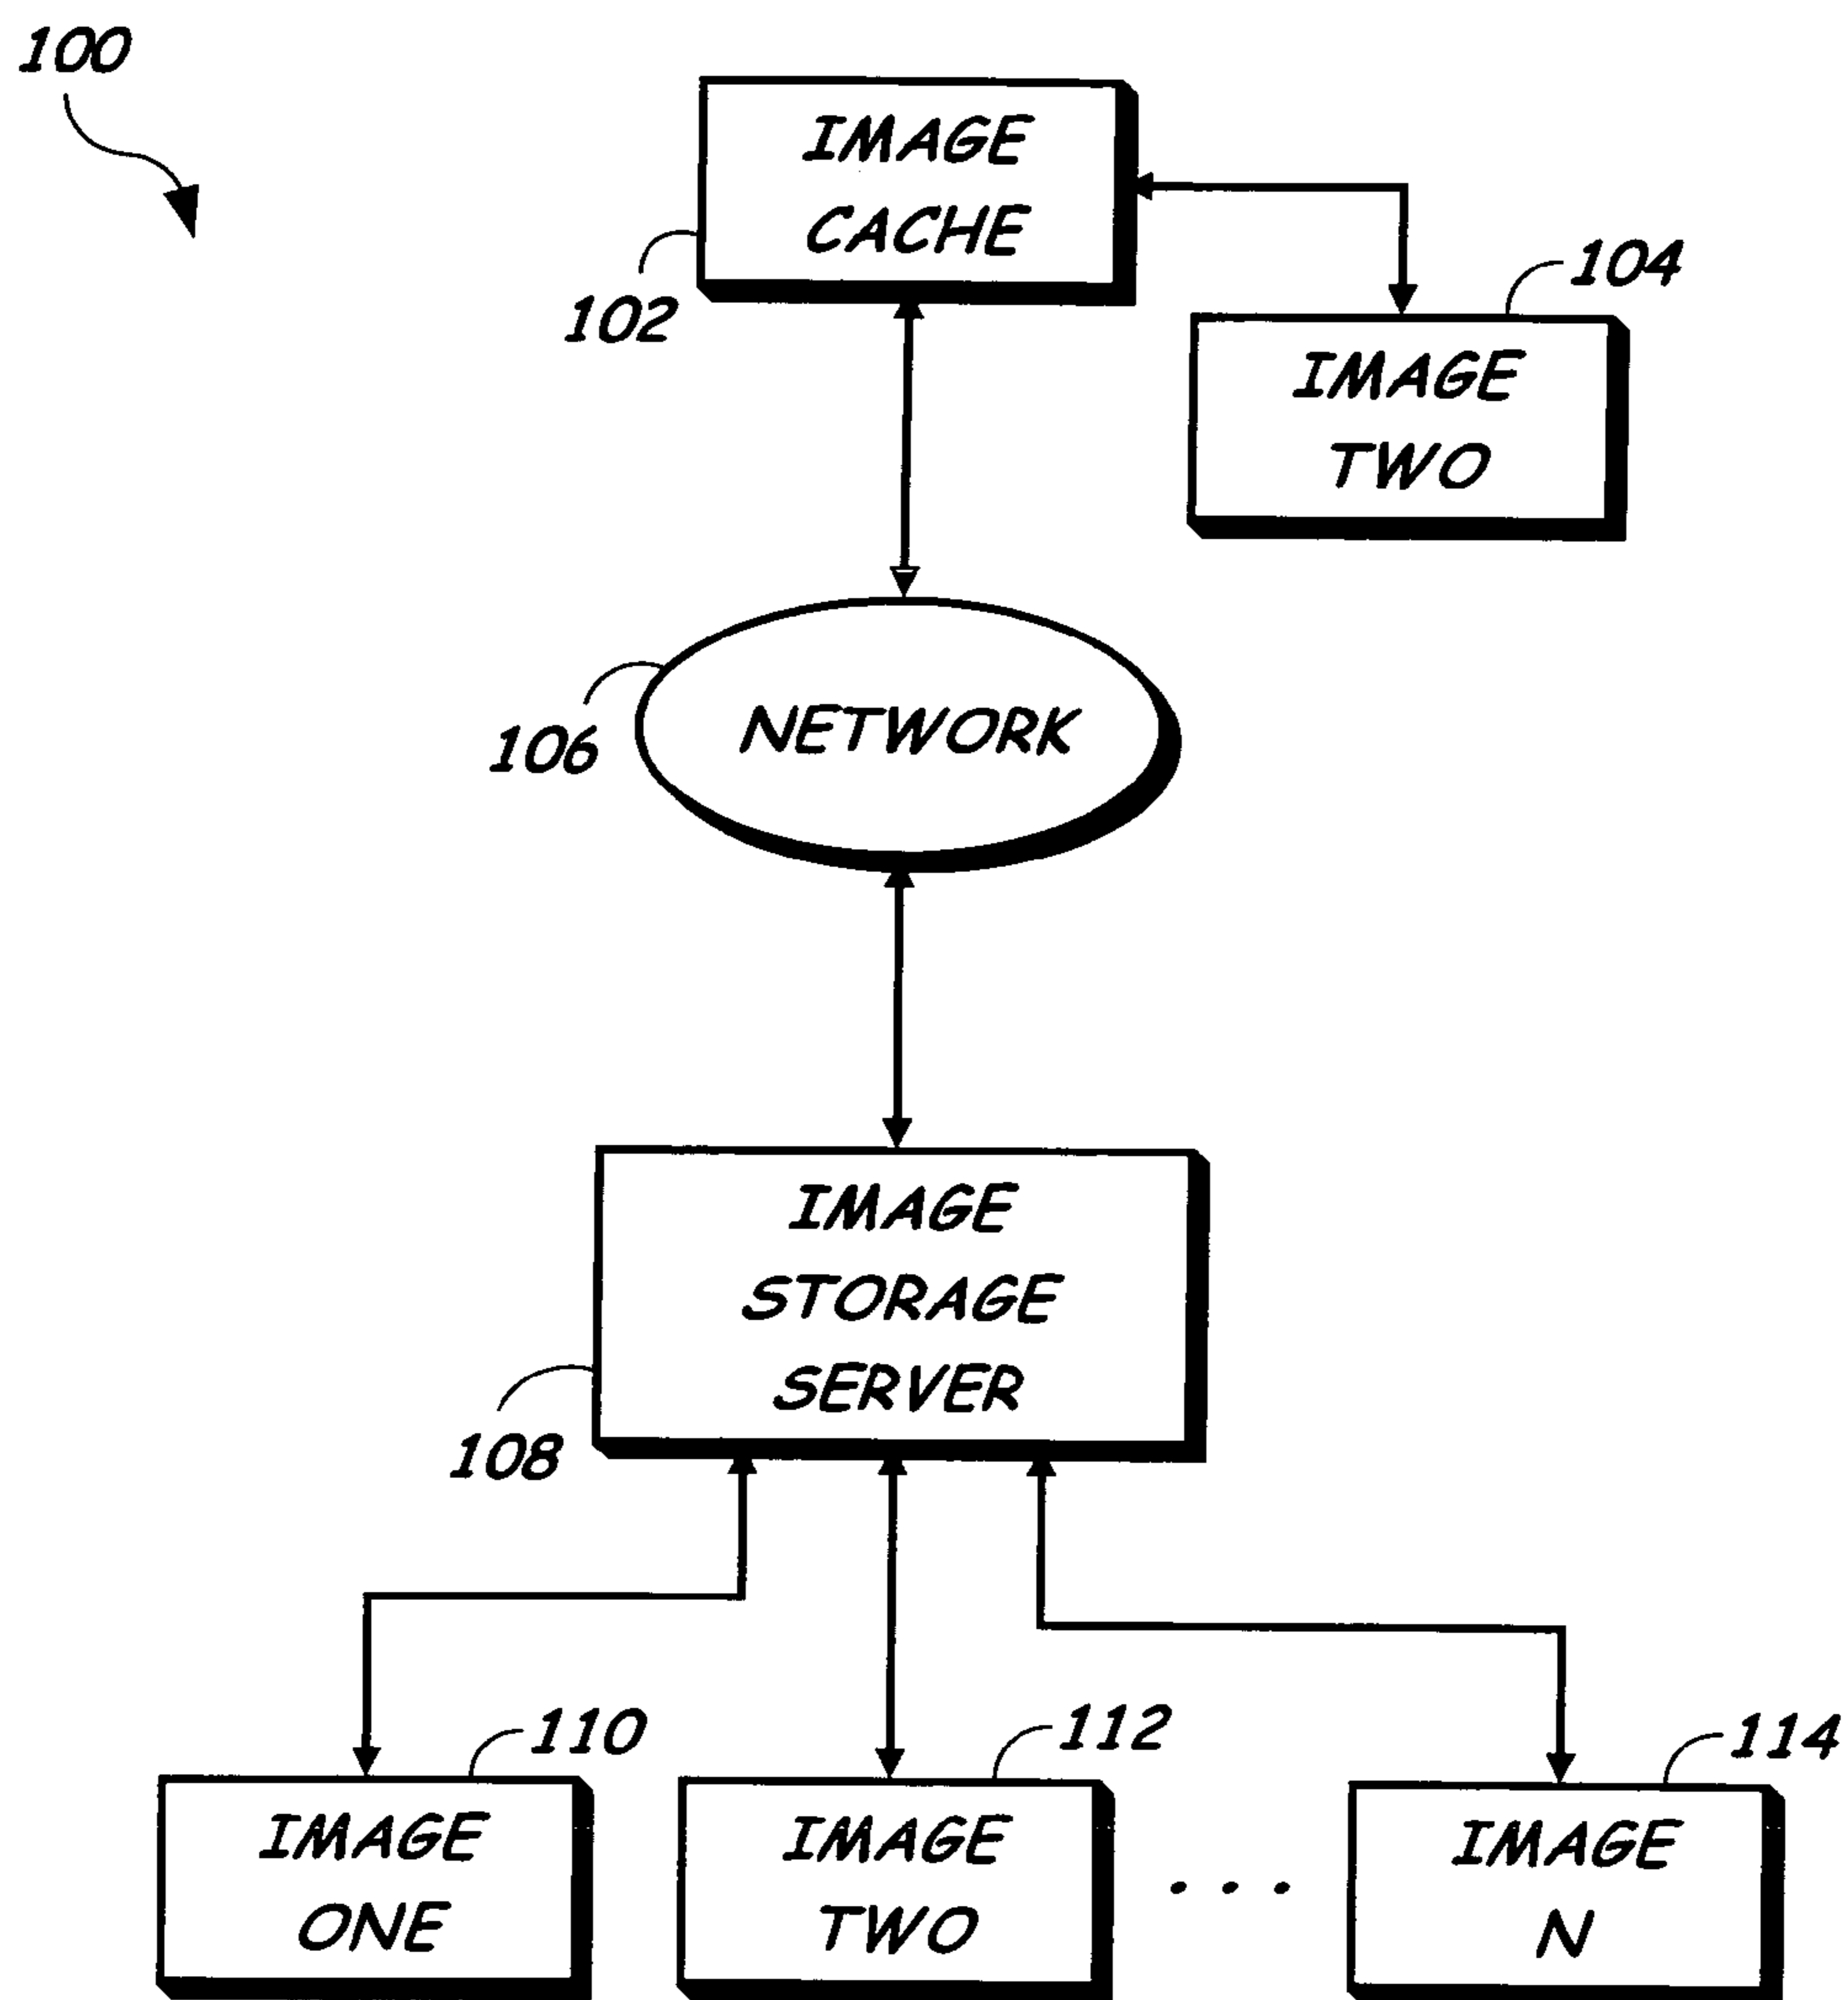 100
IMAGE
CACHE
102
104
IMAGE
TWO
106
NETWORK
IMAGE
STORAGE
SERVER
108
110
112
114
IMAGE
ONE
IMAGE
TWO
. . .
IMAGE
N